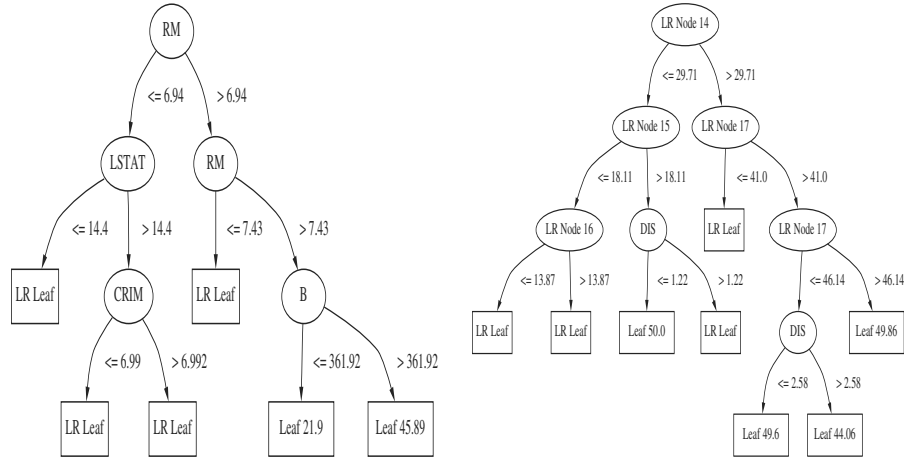 RM
<= 6.94
> 6.94
LSTAT
RM
<= 14.4
> 14.4
<= 7.43
> 7.43
LR Leaf
CRIM
LR Leaf
B
<= 6.99
> 6.992
<= 361.92
> 361.92
LR Leaf
LR Leaf
Leaf 21.9
Leaf 45.89
LR Node 14
<= 29.71
> 29.71
LR Node 15
LR Node 17
<= 18.11
> 18.11
<= 41.0
> 41.0
LR Node 16
DIS
LR Leaf
LR Node 17
<= 13.87
> 13.87
<= 1.22
> 1.22
<= 46.14
> 46.14
LR Leaf
LR Leaf
Leaf 50.0
LR Leaf
DIS
Leaf 49.86
<= 2.58
> 2.58
Leaf 49.6
Leaf 44.06